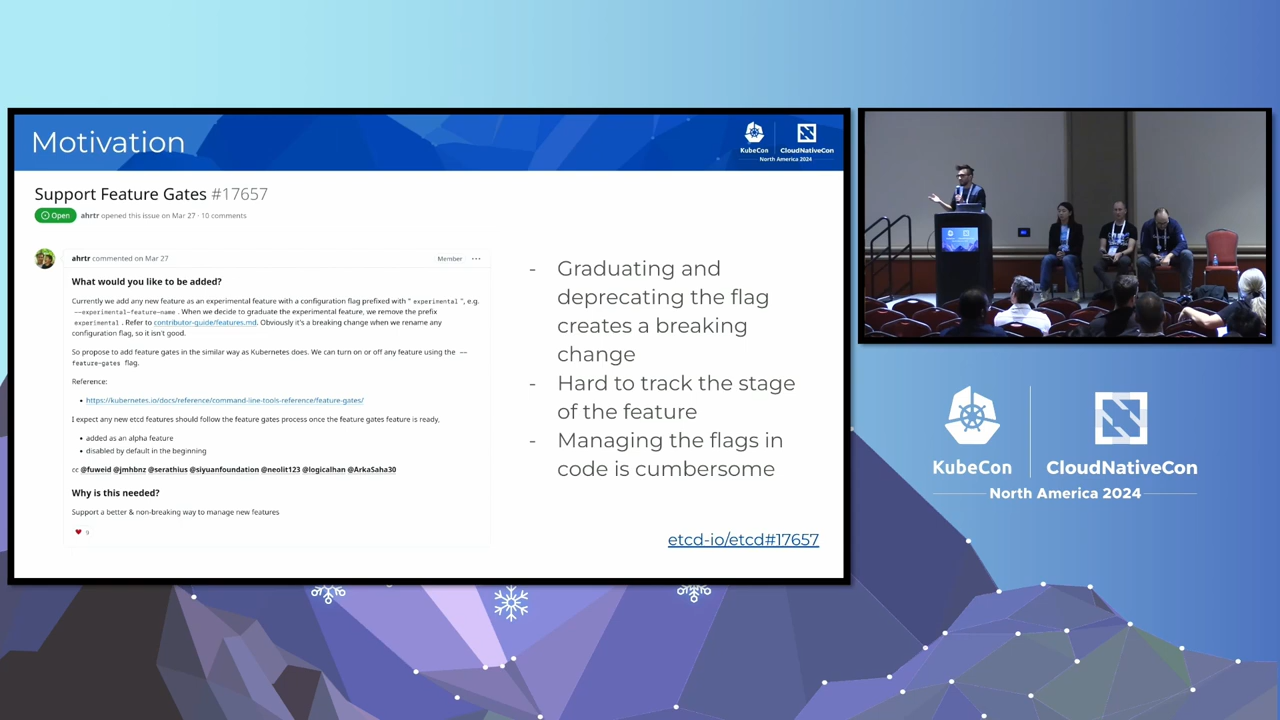 Motivation
KubeCon
CloudNativeCon
North America 2024
Support Feature Gates #17657
Open
ahrtr opened this issue on Mar 27 · 10 comments
ahrtr commented on Mar 27
Member
What would you like to be added?
Currently we add any new feature as an experimental feature with a configuration flag prefixed with " experimental ", e.g.
--experimental-feature-name . When we decide to graduate the experimental feature, we remove the prefix
experimental . Refer to contributor-guide/features.md. Obviously it's a breaking change when we rename any
configuration flag, so it isn't good.
So propose to add feature gates in the similar way as Kubernetes does. We can turn on or off any feature using the --
feature-gates flag.
Reference:
• https://kubernetes.io/docs/reference/command-line-tools-reference/feature-gates/
I expect any new etcd features should follow the feature gates process once the feature gates feature is ready,
• added as an alpha feature
• disabled by default in the beginning
cc @fuweid @jmhbnz @serathius @siyuanfoundation @neolit123 @logicalhan @ArkaSaha30
Why is this needed?
Support a better & non-breaking way to manage new features
9
- Graduating and
deprecating the flag
creates a breaking
change
- Hard to track the stage
of the feature
- Managing the flags in
code is cumbersome
etcd-io/etcd#17657
KubeCon
CloudNativeCon
North America 2024